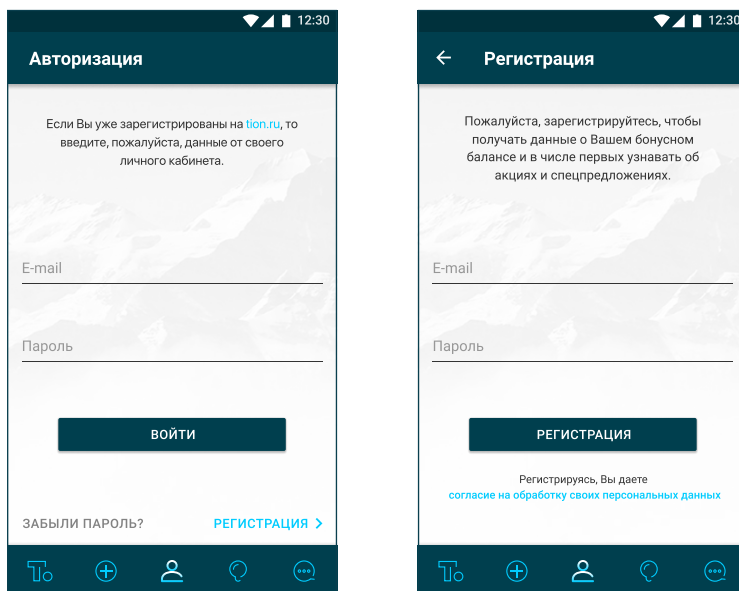 12:30
Авторизация
Если Вы уже зарегистрированы на tion.ru, то
введите, пожалуйста, данные от своего
личного кабинета.
E-mail
Пароль
ВОЙТИ
ЗАБЫЛИ ПАРОЛЬ?
РЕГИСТРАЦИЯ
12:30
Регистрация
Пожалуйста, зарегистрируйтесь, чтобы
получать данные о Вашем бонусном
балансе и в числе первых узнавать об
акциях и спецпредложениях.
E-mail
Пароль
РЕГИСТРАЦИЯ
Регистрируясь, Вы даете
согласие на обработку своих персональных данных